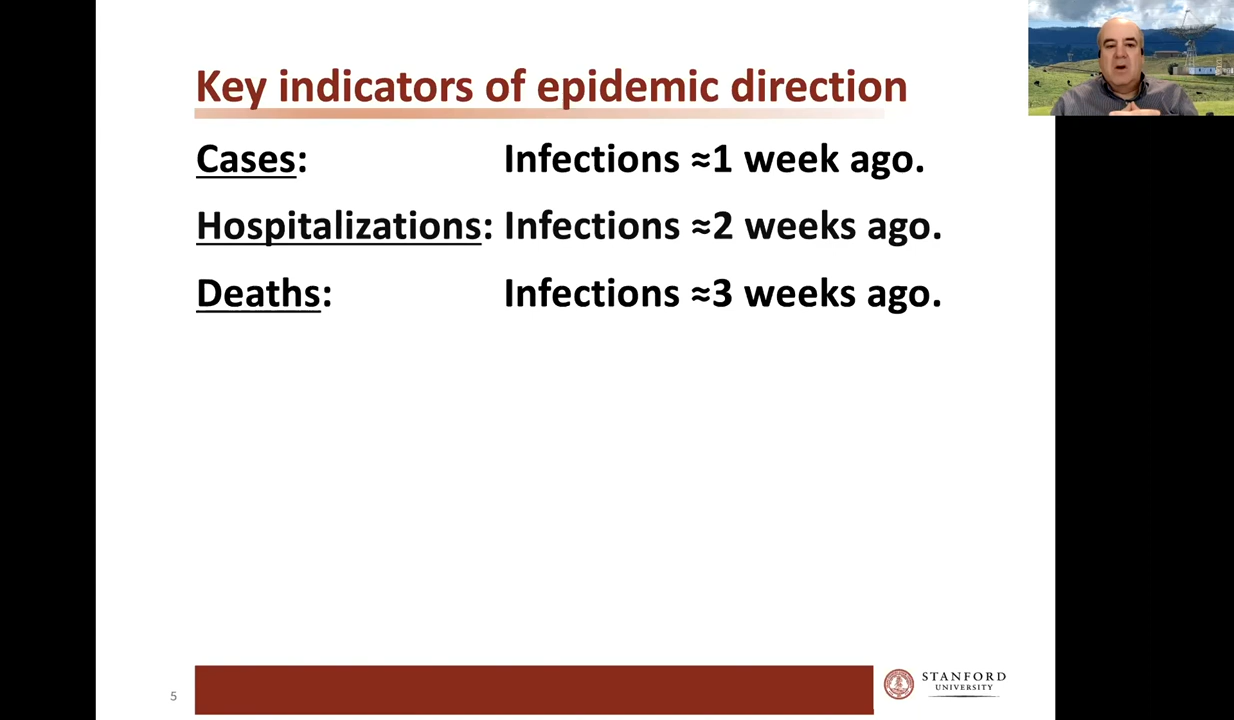 Key indicators of epidemic direction
Cases: Infections ≈1 week ago.
Hospitalizations: Infections ≈2 weeks ago.
Deaths: Infections ≈3 weeks ago.
5
STANFORD
UNIVERSITY